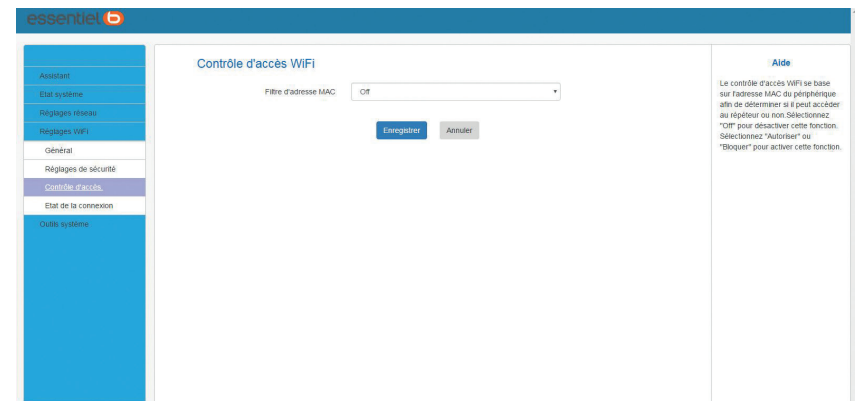 essentiel b
Assistant
Etat système
Réglages réseau
Réglages WiFi
Général
Réglages de sécurité
Contrôle d'accès.
Etat de la connexion
Outils système
Contrôle d'accès WiFi
Filtre d'adresse MAC
Off
Enregistrer
Annuler
Aide
Le contrôle d'accès WiFi se base
sur l'adresse MAC du périphérique
afin de déterminer si il peut accéder
au répéteur ou non.Sélectionnez
"Off" pour désactiver cette fonction.
Sélectionnez "Autoriser" ou
"Bloquer" pour activer cette fonction.